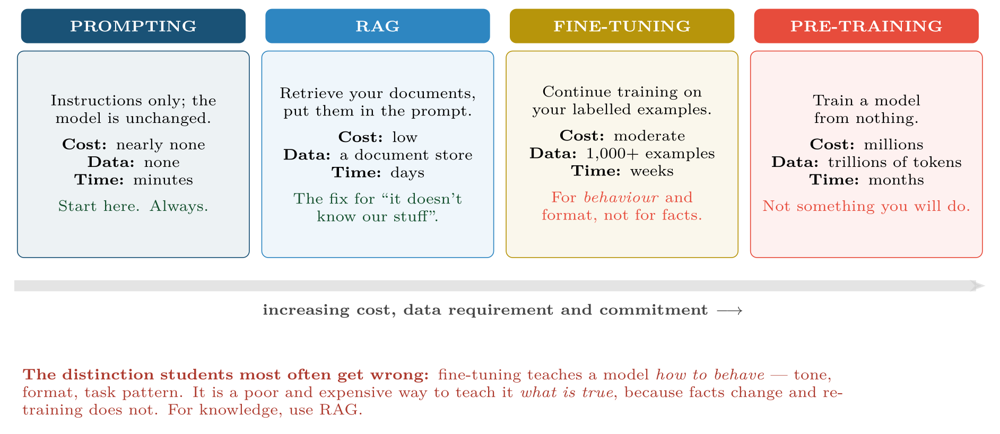 PROMPTING
Instructions only; the
model is unchanged.
Cost: nearly none
Data: none
Time: minutes
Start here. Always.
RAG
Retrieve your documents,
put them in the prompt.
Cost: low
Data: a document store
Time: days
The fix for “it doesn’t
know our stuff”.
FINE-TUNING
Continue training on
your labelled examples.
Cost: moderate
Data: 1,000+ examples
Time: weeks
For behaviour and
format, not for facts.
PRE-TRAINING
Train a model
from nothing.
Cost: millions
Data: trillions of tokens
Time: months
Not something you will do.
increasing cost, data requirement and commitment ⟶
The distinction students most often get wrong: fine-tuning teaches a model how to behave — tone,
format, task pattern. It is a poor and expensive way to teach it what is true, because facts change and re-
training does not. For knowledge, use RAG.